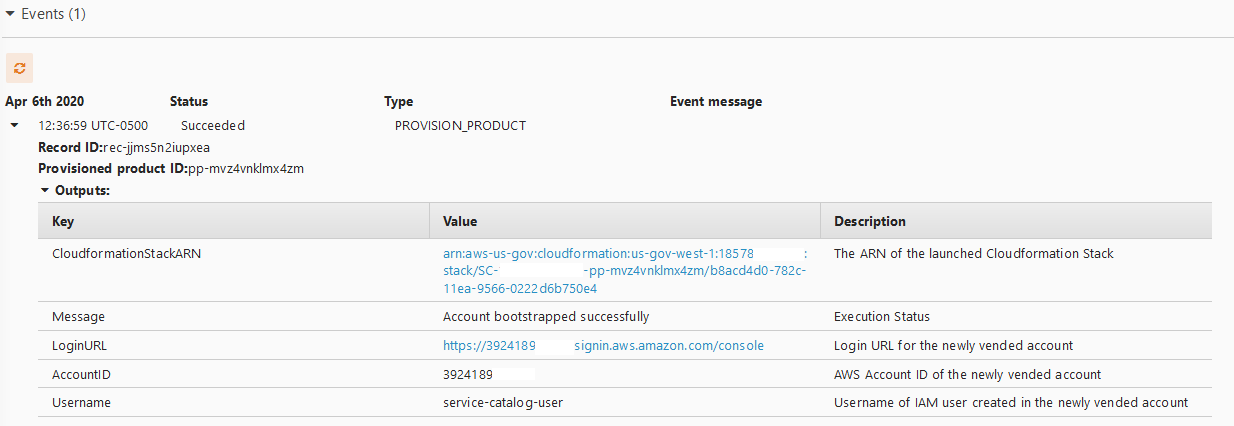 Events (1)
Apr 6th 2020 Status Type Event message
12:36:59 UTC-0500 Succeeded PROVISION_PRODUCT
Record ID:rec-jjms5n2iupxea
Provisioned product ID:pp-mvz4vnklmx4zm
Outputs:
Key Value Description
CloudformationStackARN arn:aws-us-gov:cloudformation:us-gov-west-1:18578 : The ARN of the launched Cloudformation Stack
stack/SC- -pp-mvz4vnklmx4zm/b8acd4d0-782c-
11ea-9566-0222d6b750e4
Message Account bootstrapped successfully Execution Status
LoginURL https://3924189 signin.aws.amazon.com/console Login URL for the newly vended account
AccountID 3924189 AWS Account ID of the newly vended account
Username service-catalog-user Username of IAM user created in the newly vended account